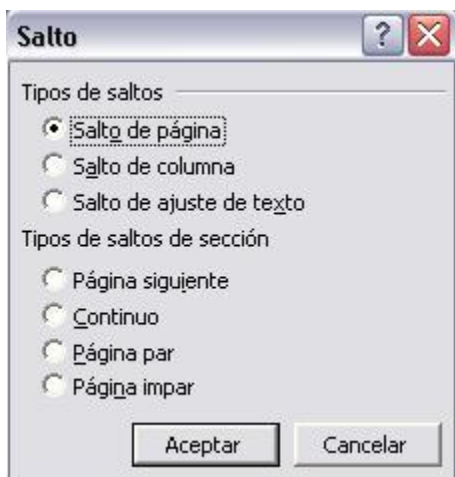 Salto
Tipos de saltos
Salto de página
Salto de columna
Salto de ajuste de texto
Tipos de saltos de sección
Página siguiente
Continuo
Página par
Página impar
Aceptar Cancelar